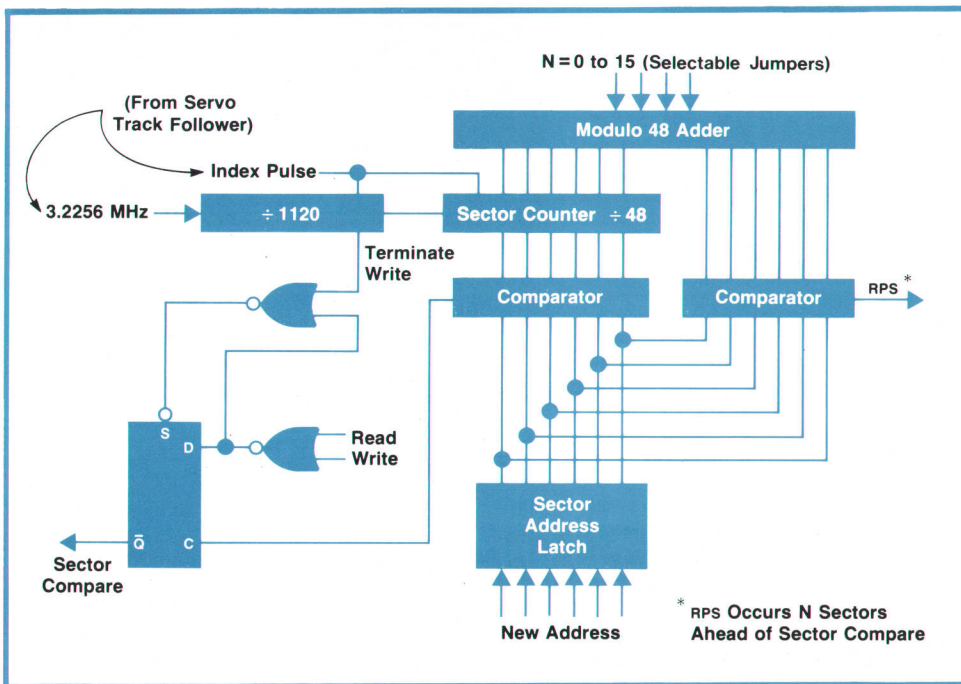 N = 0 to 15 (Selectable Jumpers)
(From Servo
Track Follower)
Modulo 48 Adder
Index Pulse
3.2256 MHz
÷ 1120
Sector Counter ÷ 48
Terminate
Write
Comparator
Comparator
RPS *
S
D
Read
Write
Q̄
C
Sector
Compare
Sector
Address
Latch
New Address
* RPS Occurs N Sectors
Ahead of Sector Compare